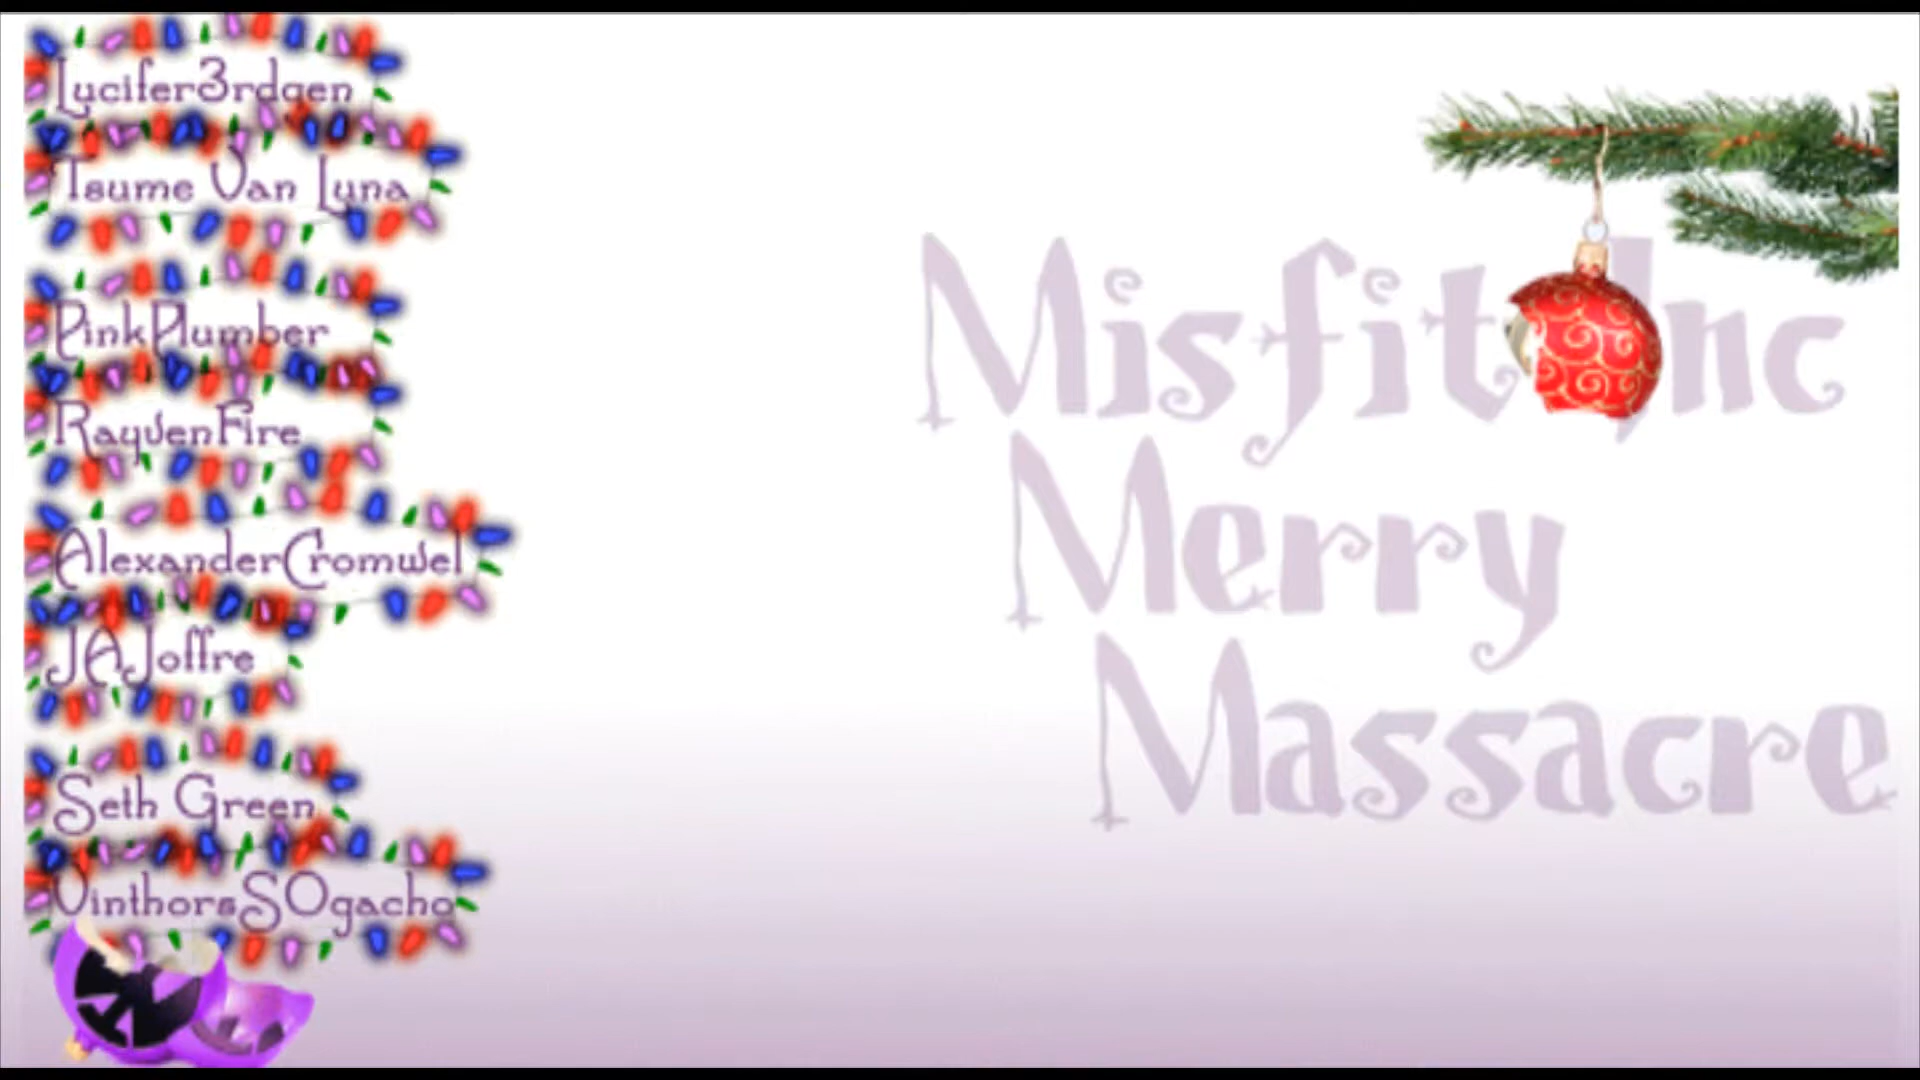 Lucifer3rdgen
Tsume Van Luna
PinkPlumber
RayvenFire
AlexanderCromwel
JAJoffre
Seth Green
VinthorsSOgacho
Misfit Inc
Merry
Massacre